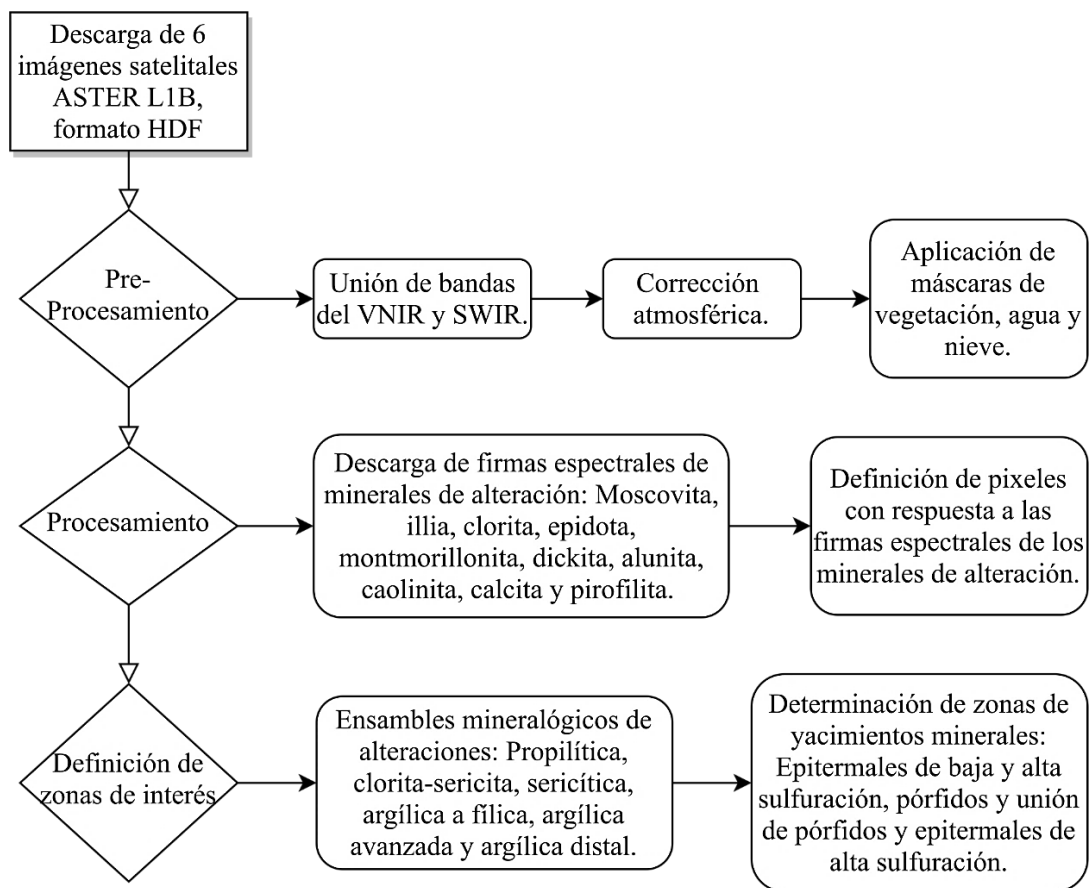 Descarga de 6
imágenes satelitales
ASTER L1B,
formato HDF
Pre-
Procesamiento
Unión de bandas
del VNIR y SWIR.
Corrección
atmosférica.
Aplicación de
máscaras de
vegetación, agua y
nieve.
Procesamiento
Descarga de firmas espectrales de
minerales de alteración: Moscovita,
illia, clorita, epidota,
montmorillonita, dickita, alunita,
caolinita, calcita y pirofilita.
Definición de pixeles
con respuesta a las
firmas espectrales de los
minerales de alteración.
Definición de
zonas de interés
Ensambles mineralógicos de
alteraciones: Propilítica,
clorita-sericita, sericítica,
argílica a fílica, argílica
avanzada y argílica distal.
Determinación de zonas de
yacimientos minerales:
Epitermales de baja y alta
sulfuración, pórfidos y unión
de pórfidos y epitermales de
alta sulfuración.